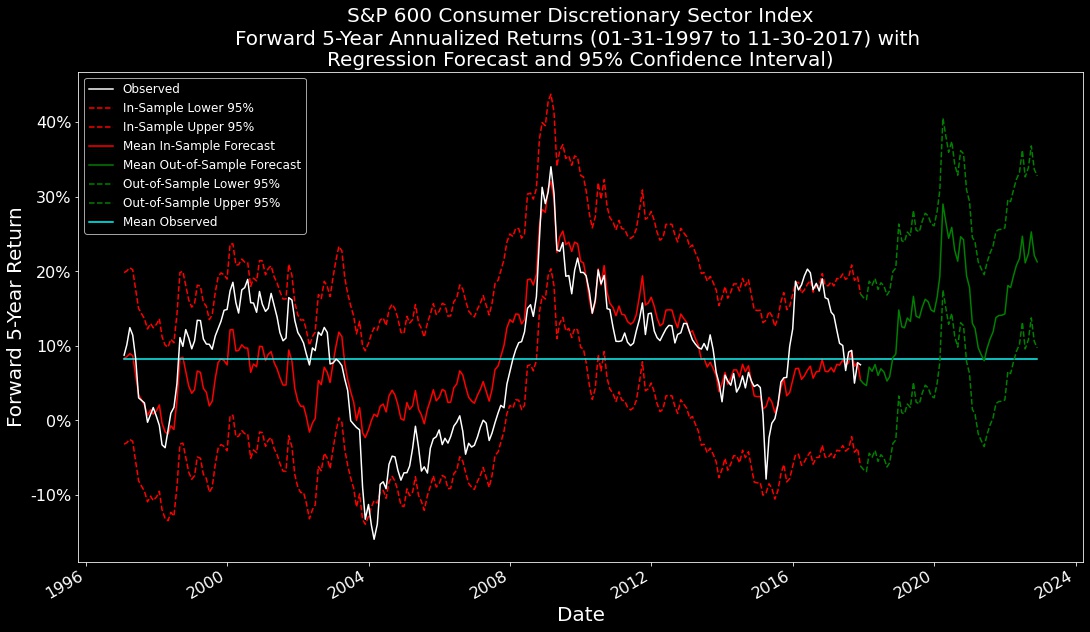 S&P 600 Consumer Discretionary Sector Index
Forward 5-Year Annualized Returns (01-31-1997 to 11-30-2017) with
Regression Forecast and 95% Confidence Interval)
Observed
In-Sample Lower 95%
In-Sample Upper 95%
Mean In-Sample Forecast
Mean Out-of-Sample Forecast
Out-of-Sample Lower 95%
Out-of-Sample Upper 95%
Mean Observed
Forward 5-Year Return
40%
30%
20%
10%
0%
-10%
1996
2000
2004
2008
2012
2016
2020
2024
Date